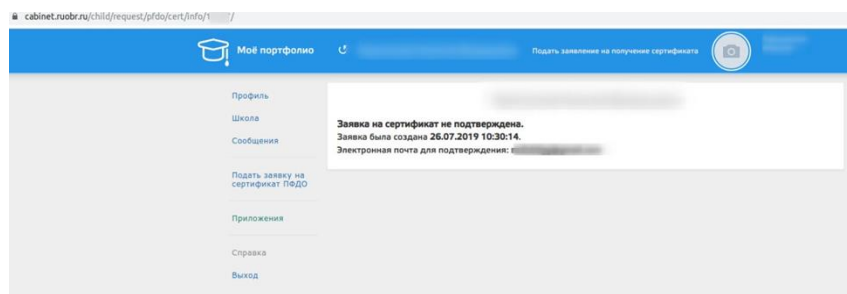 cabinet.ruobr.ru/child/request/pfdo/cert/info/1
Моё портфолио
Подать заявление на получение сертификата
Профиль
Школа
Сообщения
Подать заявку на
сертификат ПФДО
Приложения
Справка
Выход
Заявка на сертификат не подтверждена.
Заявка была создана 26.07.2019 10:30:14.
Электронная почта для подтверждения: